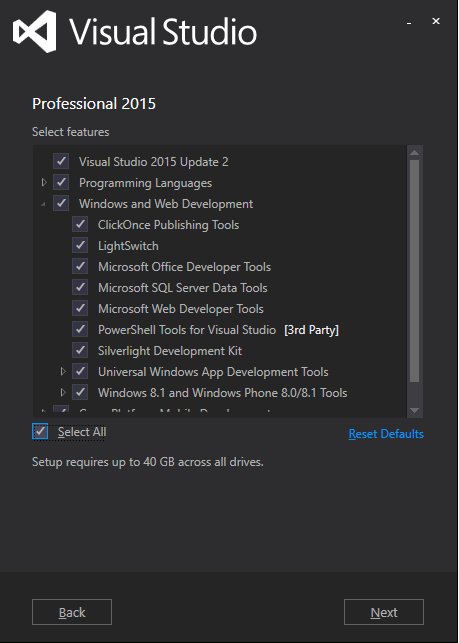 Visual Studio
Professional 2015
Select features
Visual Studio 2015 Update 2
Programming Languages
Windows and Web Development
ClickOnce Publishing Tools
LightSwitch
Microsoft Office Developer Tools
Microsoft SQL Server Data Tools
Microsoft Web Developer Tools
PowerShell Tools for Visual Studio [3rd Party]
Silverlight Development Kit
Universal Windows App Development Tools
Windows 8.1 and Windows Phone 8.0/8.1 Tools
Select All
Reset Defaults
Setup requires up to 40 GB across all drives.
Back
Next